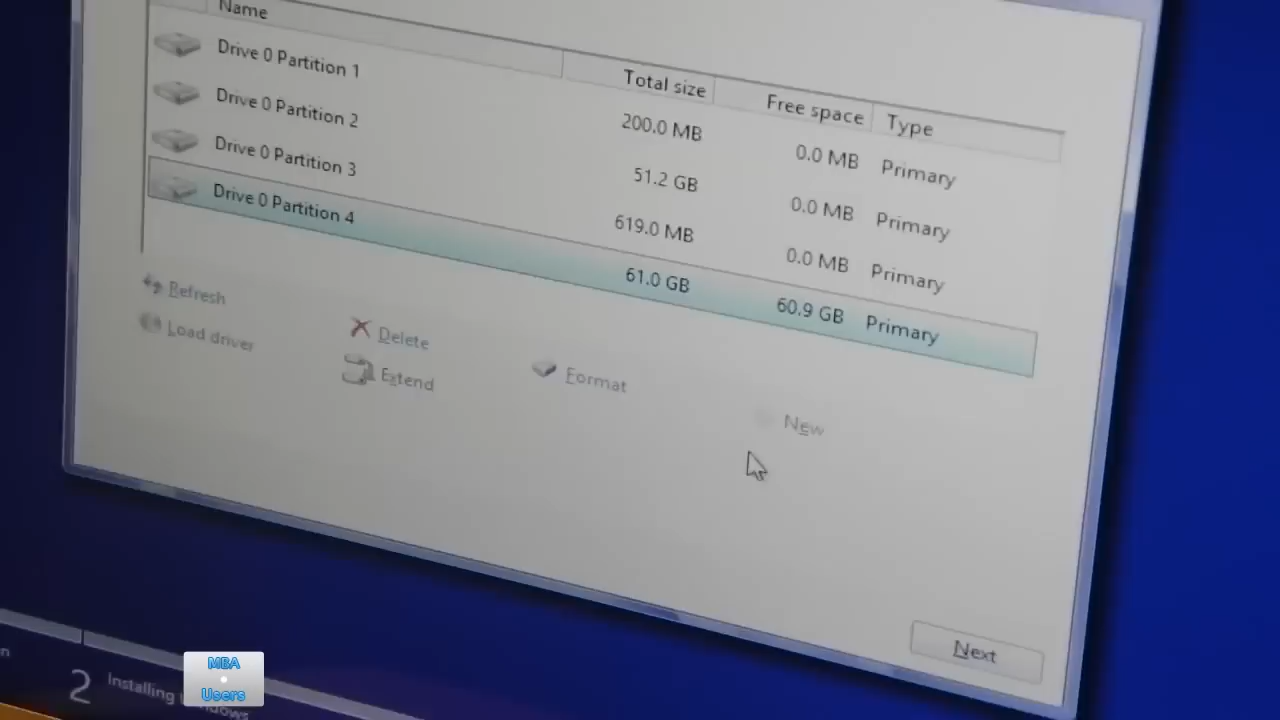 Name Total size Free space Type
Drive 0 Partition 1 200.0 MB 0.0 MB Primary
Drive 0 Partition 2 51.2 GB 0.0 MB Primary
Drive 0 Partition 3 619.0 MB 0.0 MB Primary
Drive 0 Partition 4 61.0 GB 60.9 GB Primary
Refresh Delete Format New
Load driver Extend
Next
2 Installing
MBA
Users